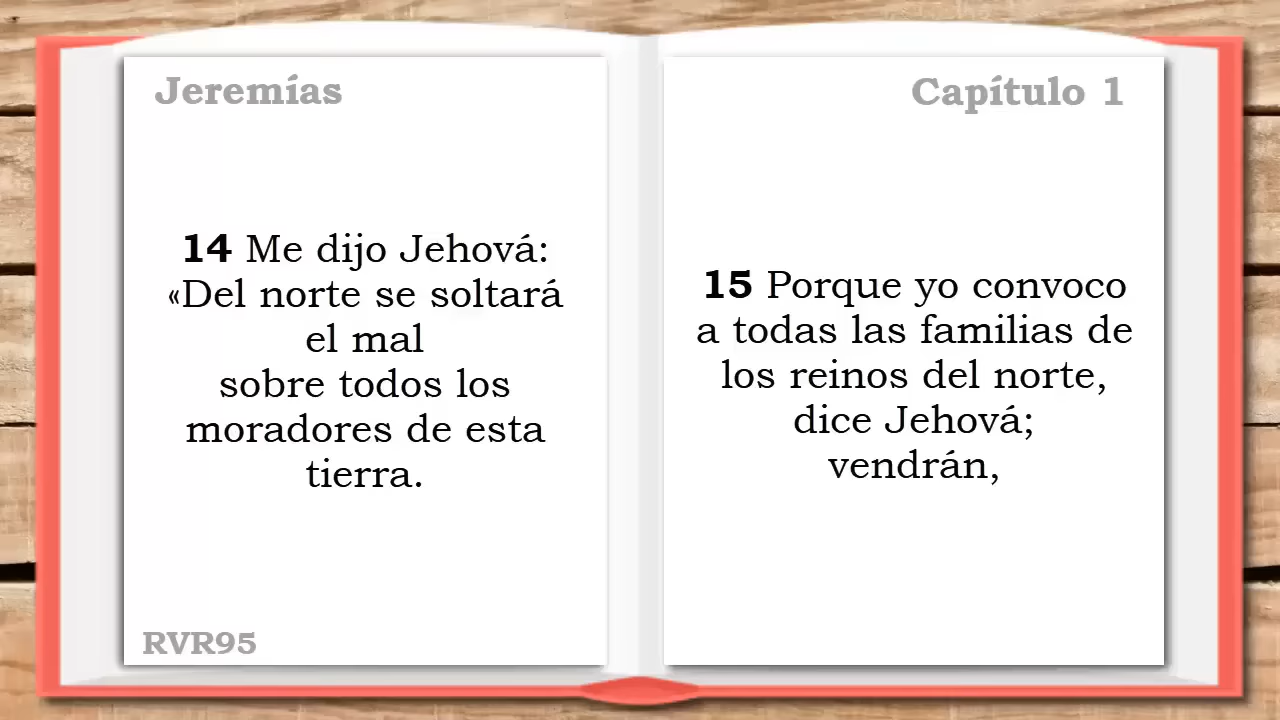 Jeremías
14 Me dijo Jehová:
«Del norte se soltará
el mal
sobre todos los
moradores de esta
tierra.
RVR95
Capítulo 1
15 Porque yo convoco
a todas las familias de
los reinos del norte,
dice Jehová;
vendrán,